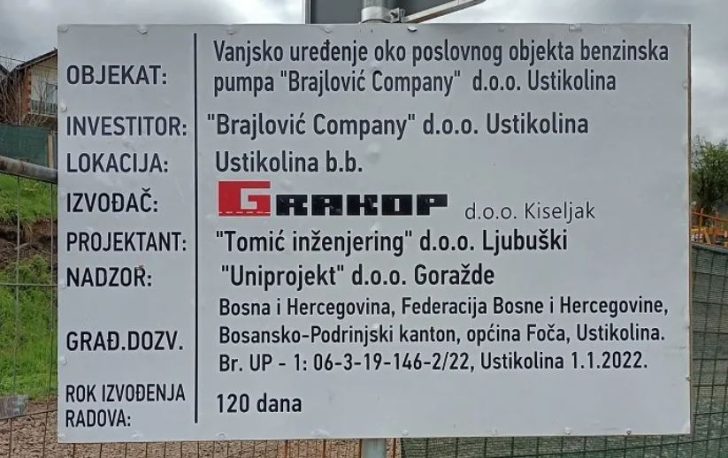 OBJEKAT: Vanjsko uređenje oko poslovnog objekta benzinska
pumpa "Brajlović Company" d.o.o. Ustikolina
INVESTITOR: "Brajlović Company" d.o.o. Ustikolina
LOKACIJA: Ustikolina b.b.
IZVOĐAČ: GRAKOP d.o.o. Kiseljak
PROJEKTANT: "Tomić inženjering" d.o.o. Ljubuški
NADZOR: "Uniprojekt" d.o.o. Goražde
GRAĐ.DOZV. Bosna i Hercegovina, Federacija Bosne i Hercegovine,
Bosansko-Podrinjski kanton, općina Foča, Ustikolina.
Br. UP - 1: 06-3-19-146-2/22, Ustikolina 1.1.2022.
ROK IZVOĐENJA
RADOVA: 120 dana